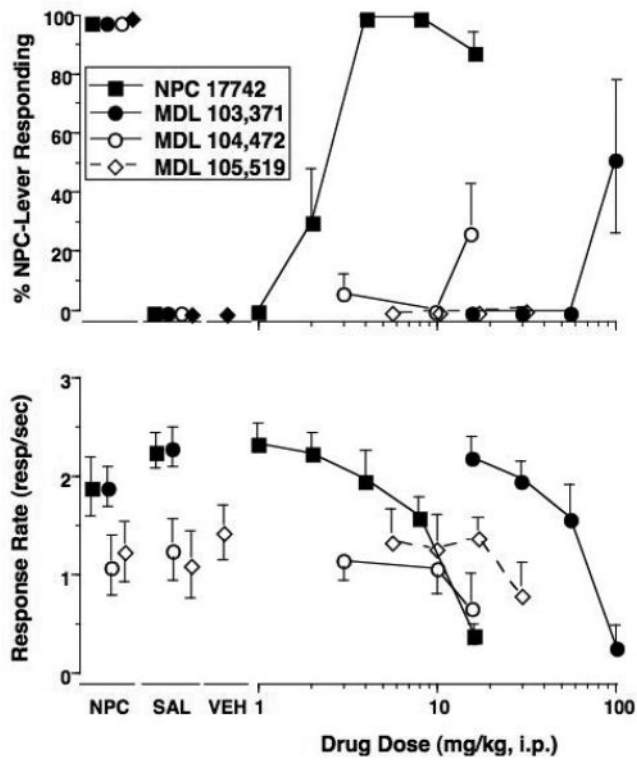 100
80
60
40
20
0
% NPC-Lever Responding
NPC 17742
MDL 103,371
MDL 104,472
MDL 105,519
3
2
1
0
Response Rate (resp/sec)
NPC SAL VEH 1 10 100
Drug Dose (mg/kg, i.p.)